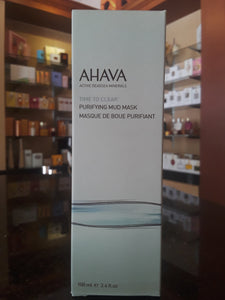 AHAVA
ACTIVE DEADSEA MINERALS
TIME TO CLEAR
PURIFYING MUD MASK
MASQUE DE BOUE PURIFIANT
100 ml ℮ 3.4 fl.oz